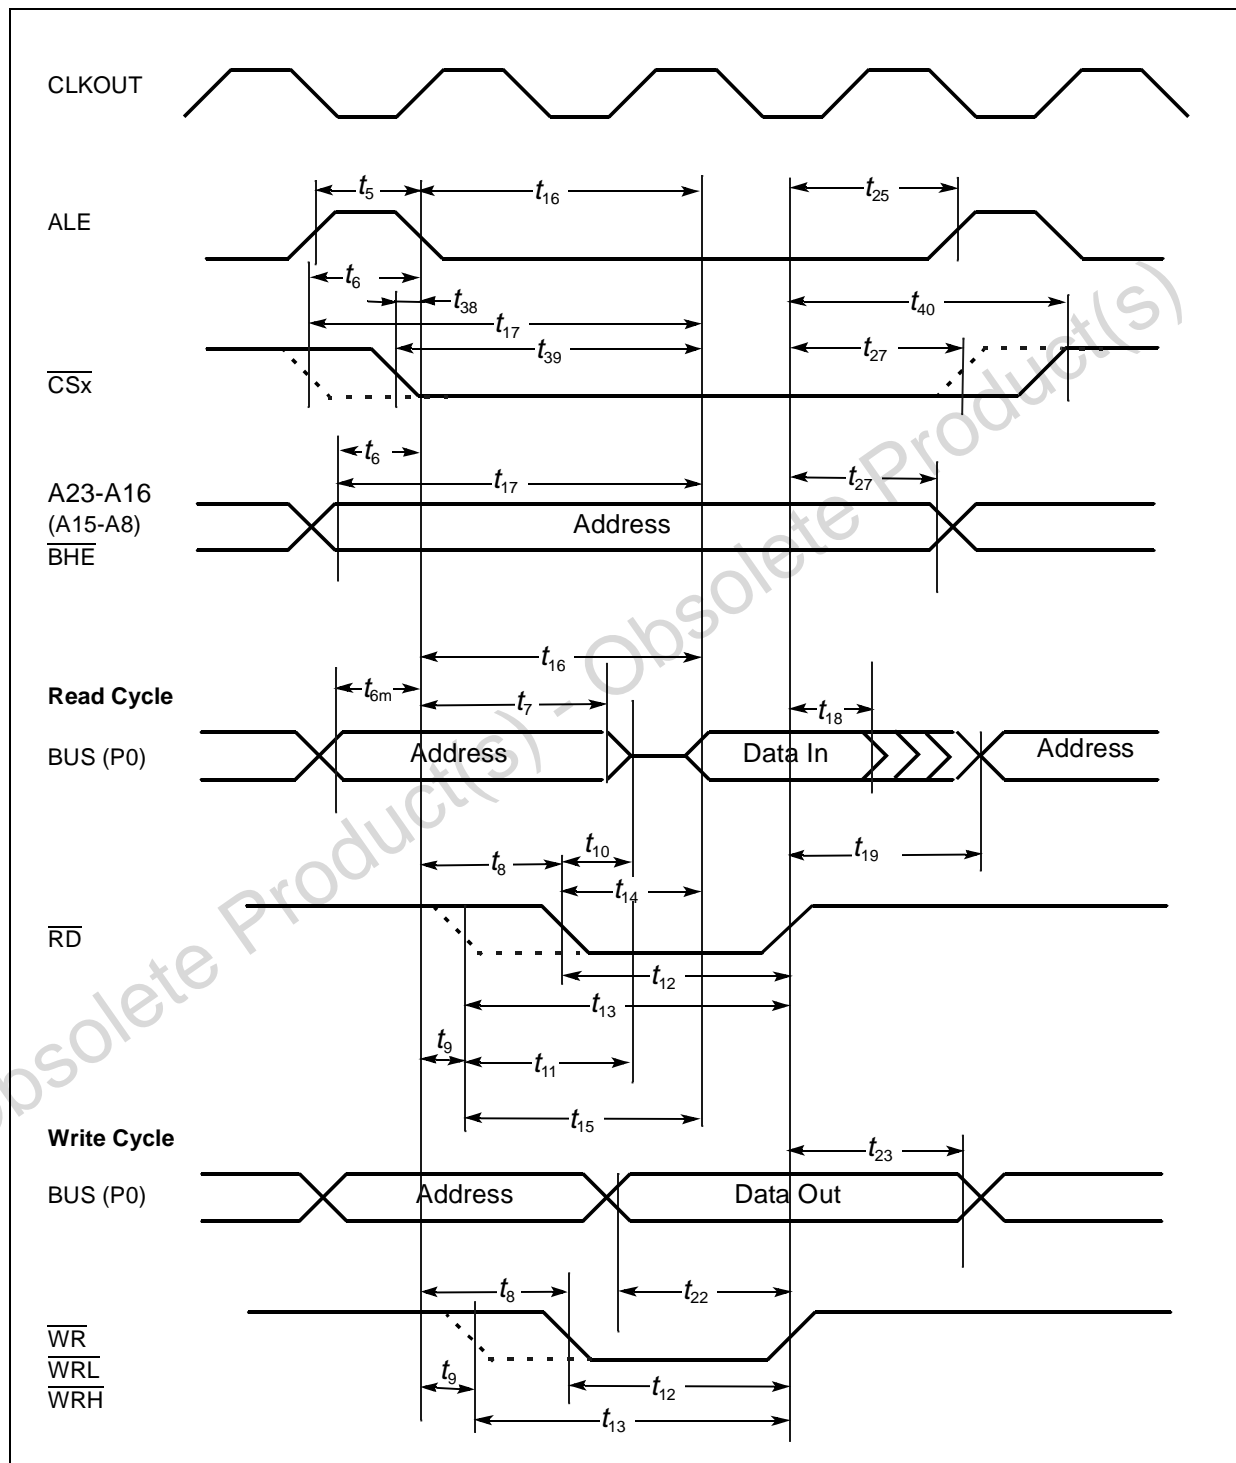 CLKOUT
t5 t16 t25
ALE
t6
t38 t40
t17
t39 t27
CSx
t6
t17 t27
A23-A16
(A15-A8) Address
BHE
t16
Read Cycle t6m t7 t18
BUS (P0) Address Data In Address
t8 t10 t19
t14
RD
t12
t13
t9 t11
t15
Write Cycle t23
BUS (P0) Address Data Out
t8 t22
WR
WRL t9 t12
WRH
t13
Obsolete Product(s) - Obsolete Product(s)